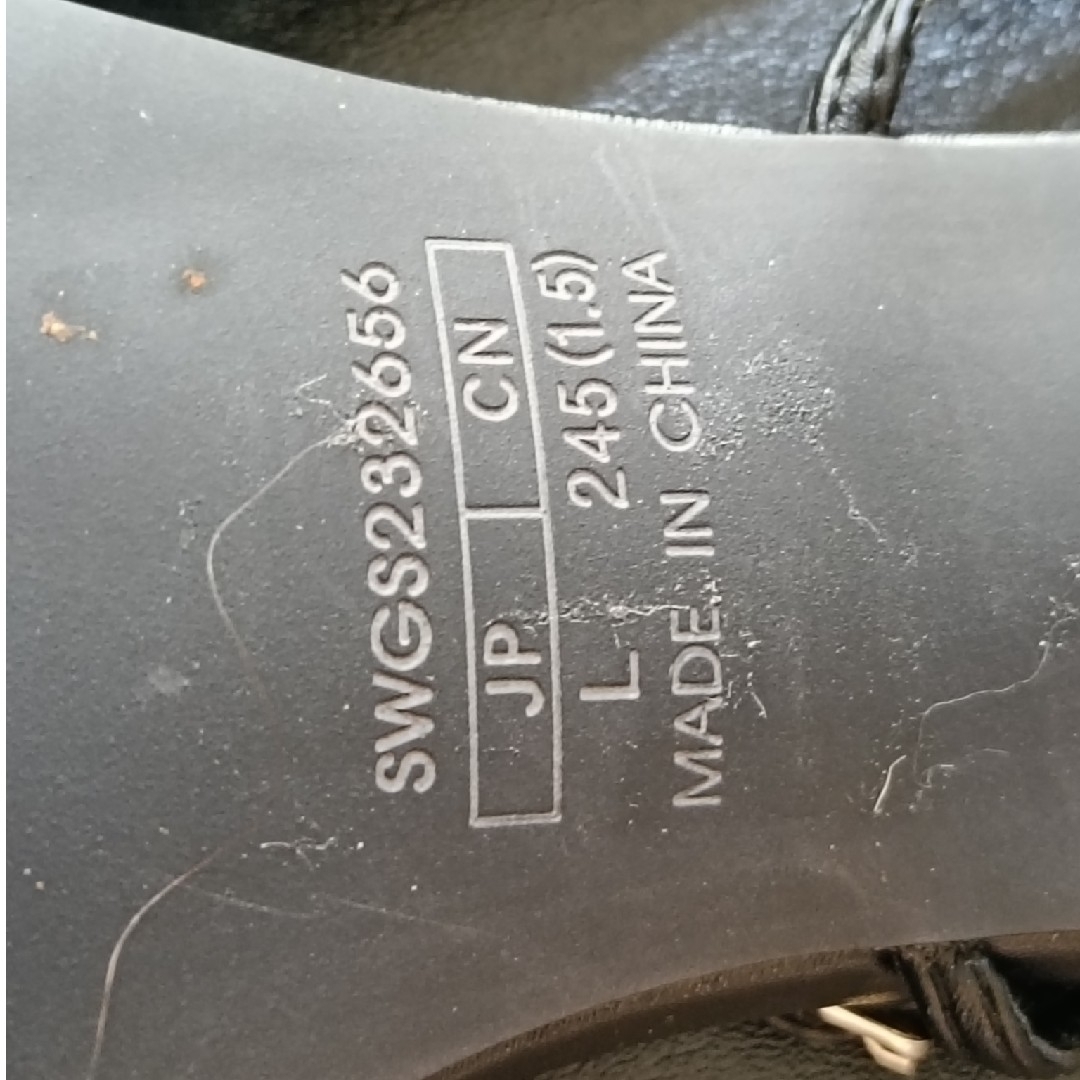 SWGS232656
JP CN
L 245(1.5)
MADE IN CHINA